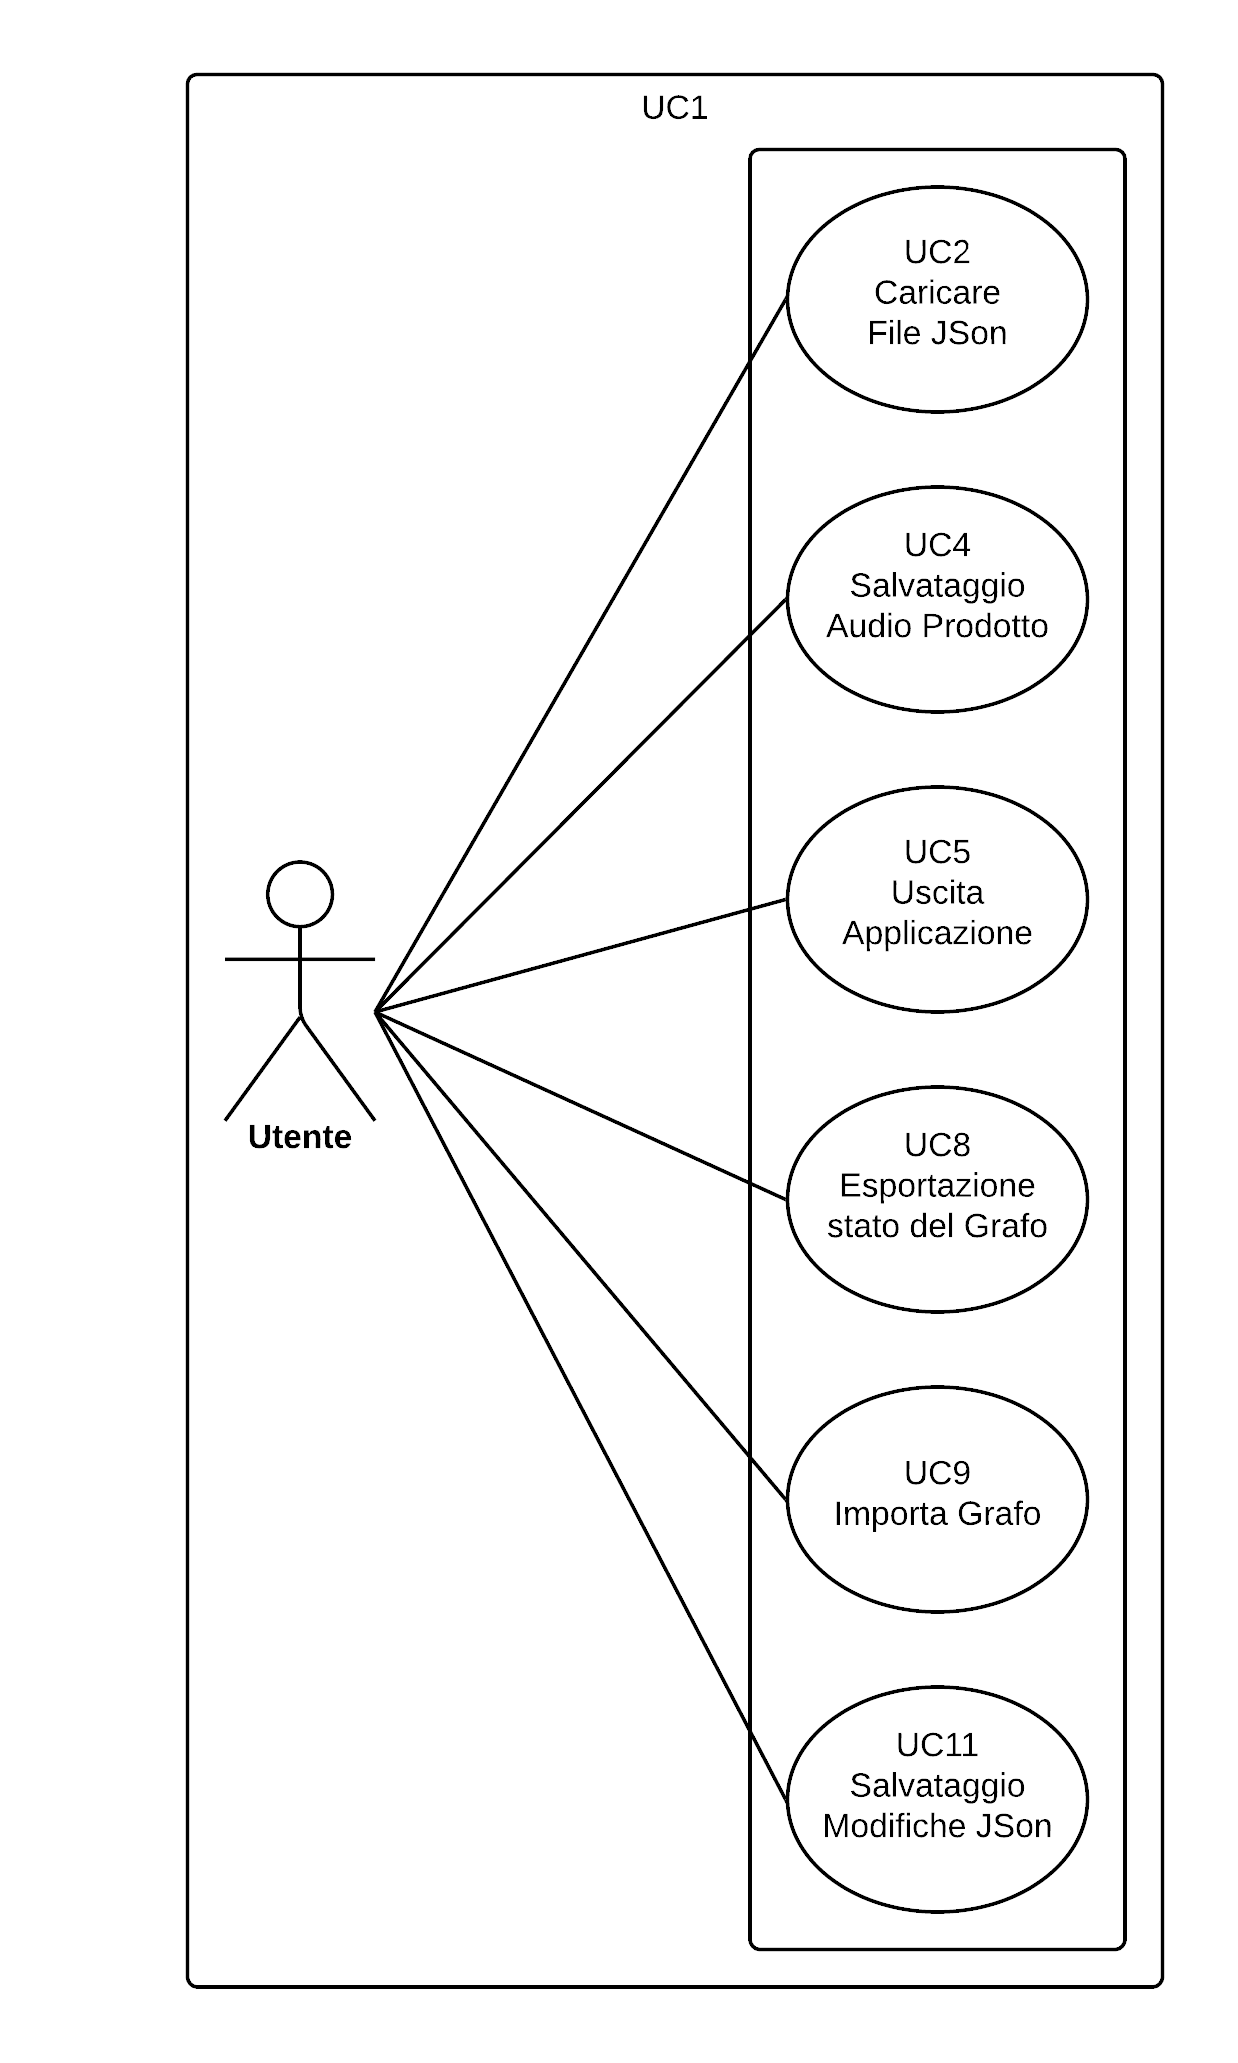 UC1
UC2
Caricare
File JSon
UC4
Salvataggio
Audio Prodotto
UC5
Uscita
Applicazione
Utente
UC8
Esportazione
stato del Grafo
UC9
Importa Grafo
UC11
Salvataggio
Modifiche JSon